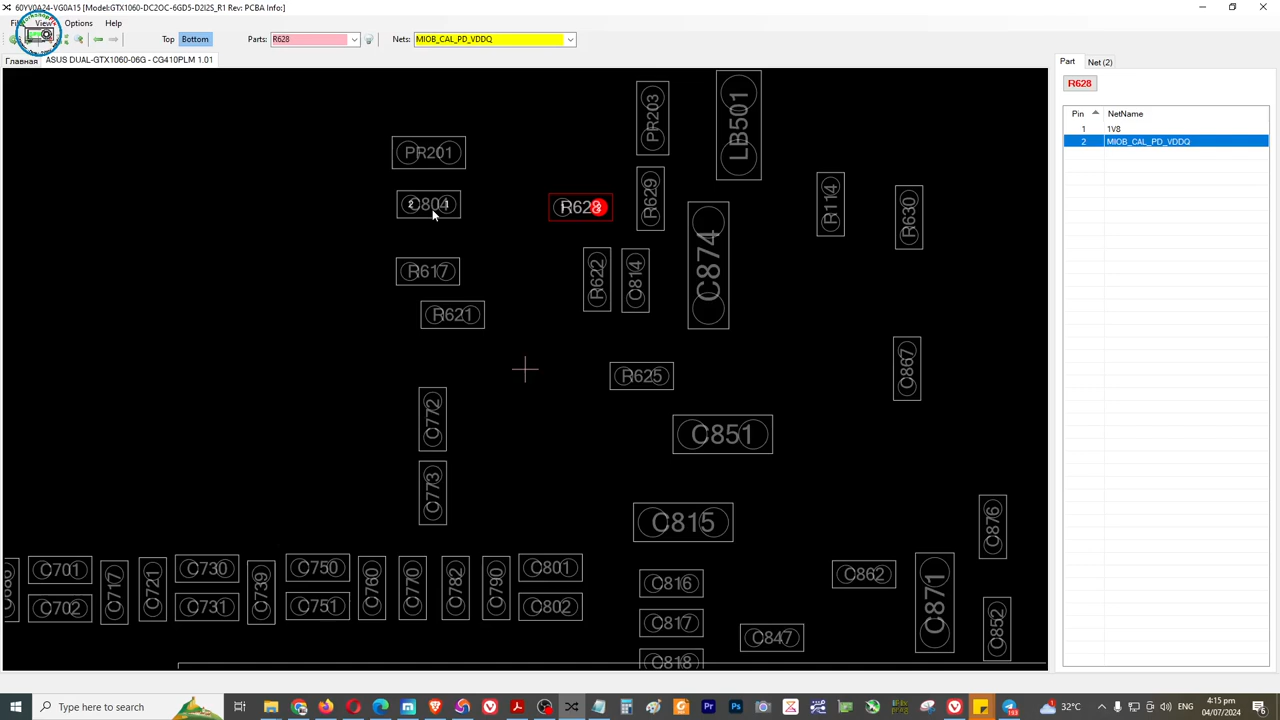 60YV0A24-VG0A15 [Model:GTX1060-DC2OC-6GD5-D2I2S_R1 Rev: PCBA Info:]
View Options Help
Top Bottom Parts: R628 Nets: MIOB_CAL_PD_VDDQ
Главная ASUS DUAL-GTX1060-06G - CG410PLM 1.01
Part Net (2)
R628
Pin NetName
1 1V8
2 MIOB_CAL_PD_VDDQ
PR201
PR203
LB501
C804
2 1
R628
R629
R114
R630
R617
R622
C814
C874
R621
R625
C867
C772
C851
C773
C815
C876
C701
C717
C721
C730
C739
C750
C760
C770
C782
C790
C801
C816
C862
C871
C702
C731
C751
C802
C817
C847
C852
C818
Type here to search
32°C
4:15 pm
04/07/2024